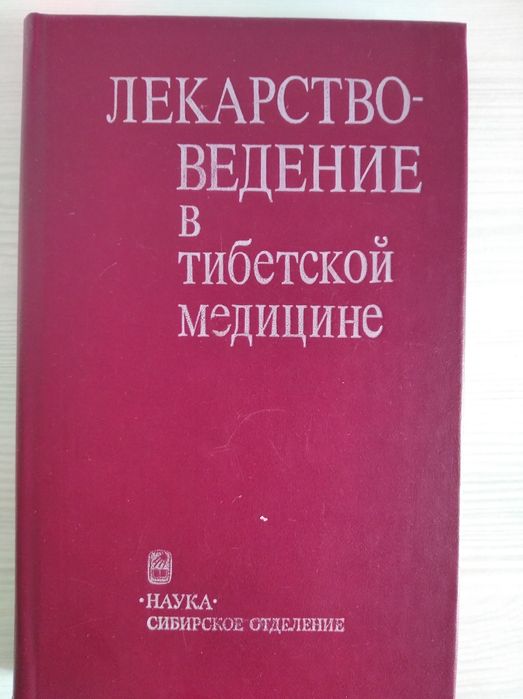 ЛЕКАРСТВО-
ВЕДЕНИЕ
в
тибетской
медицине
•НАУКА•
СИБИРСКОЕ ОТДЕЛЕНИЕ